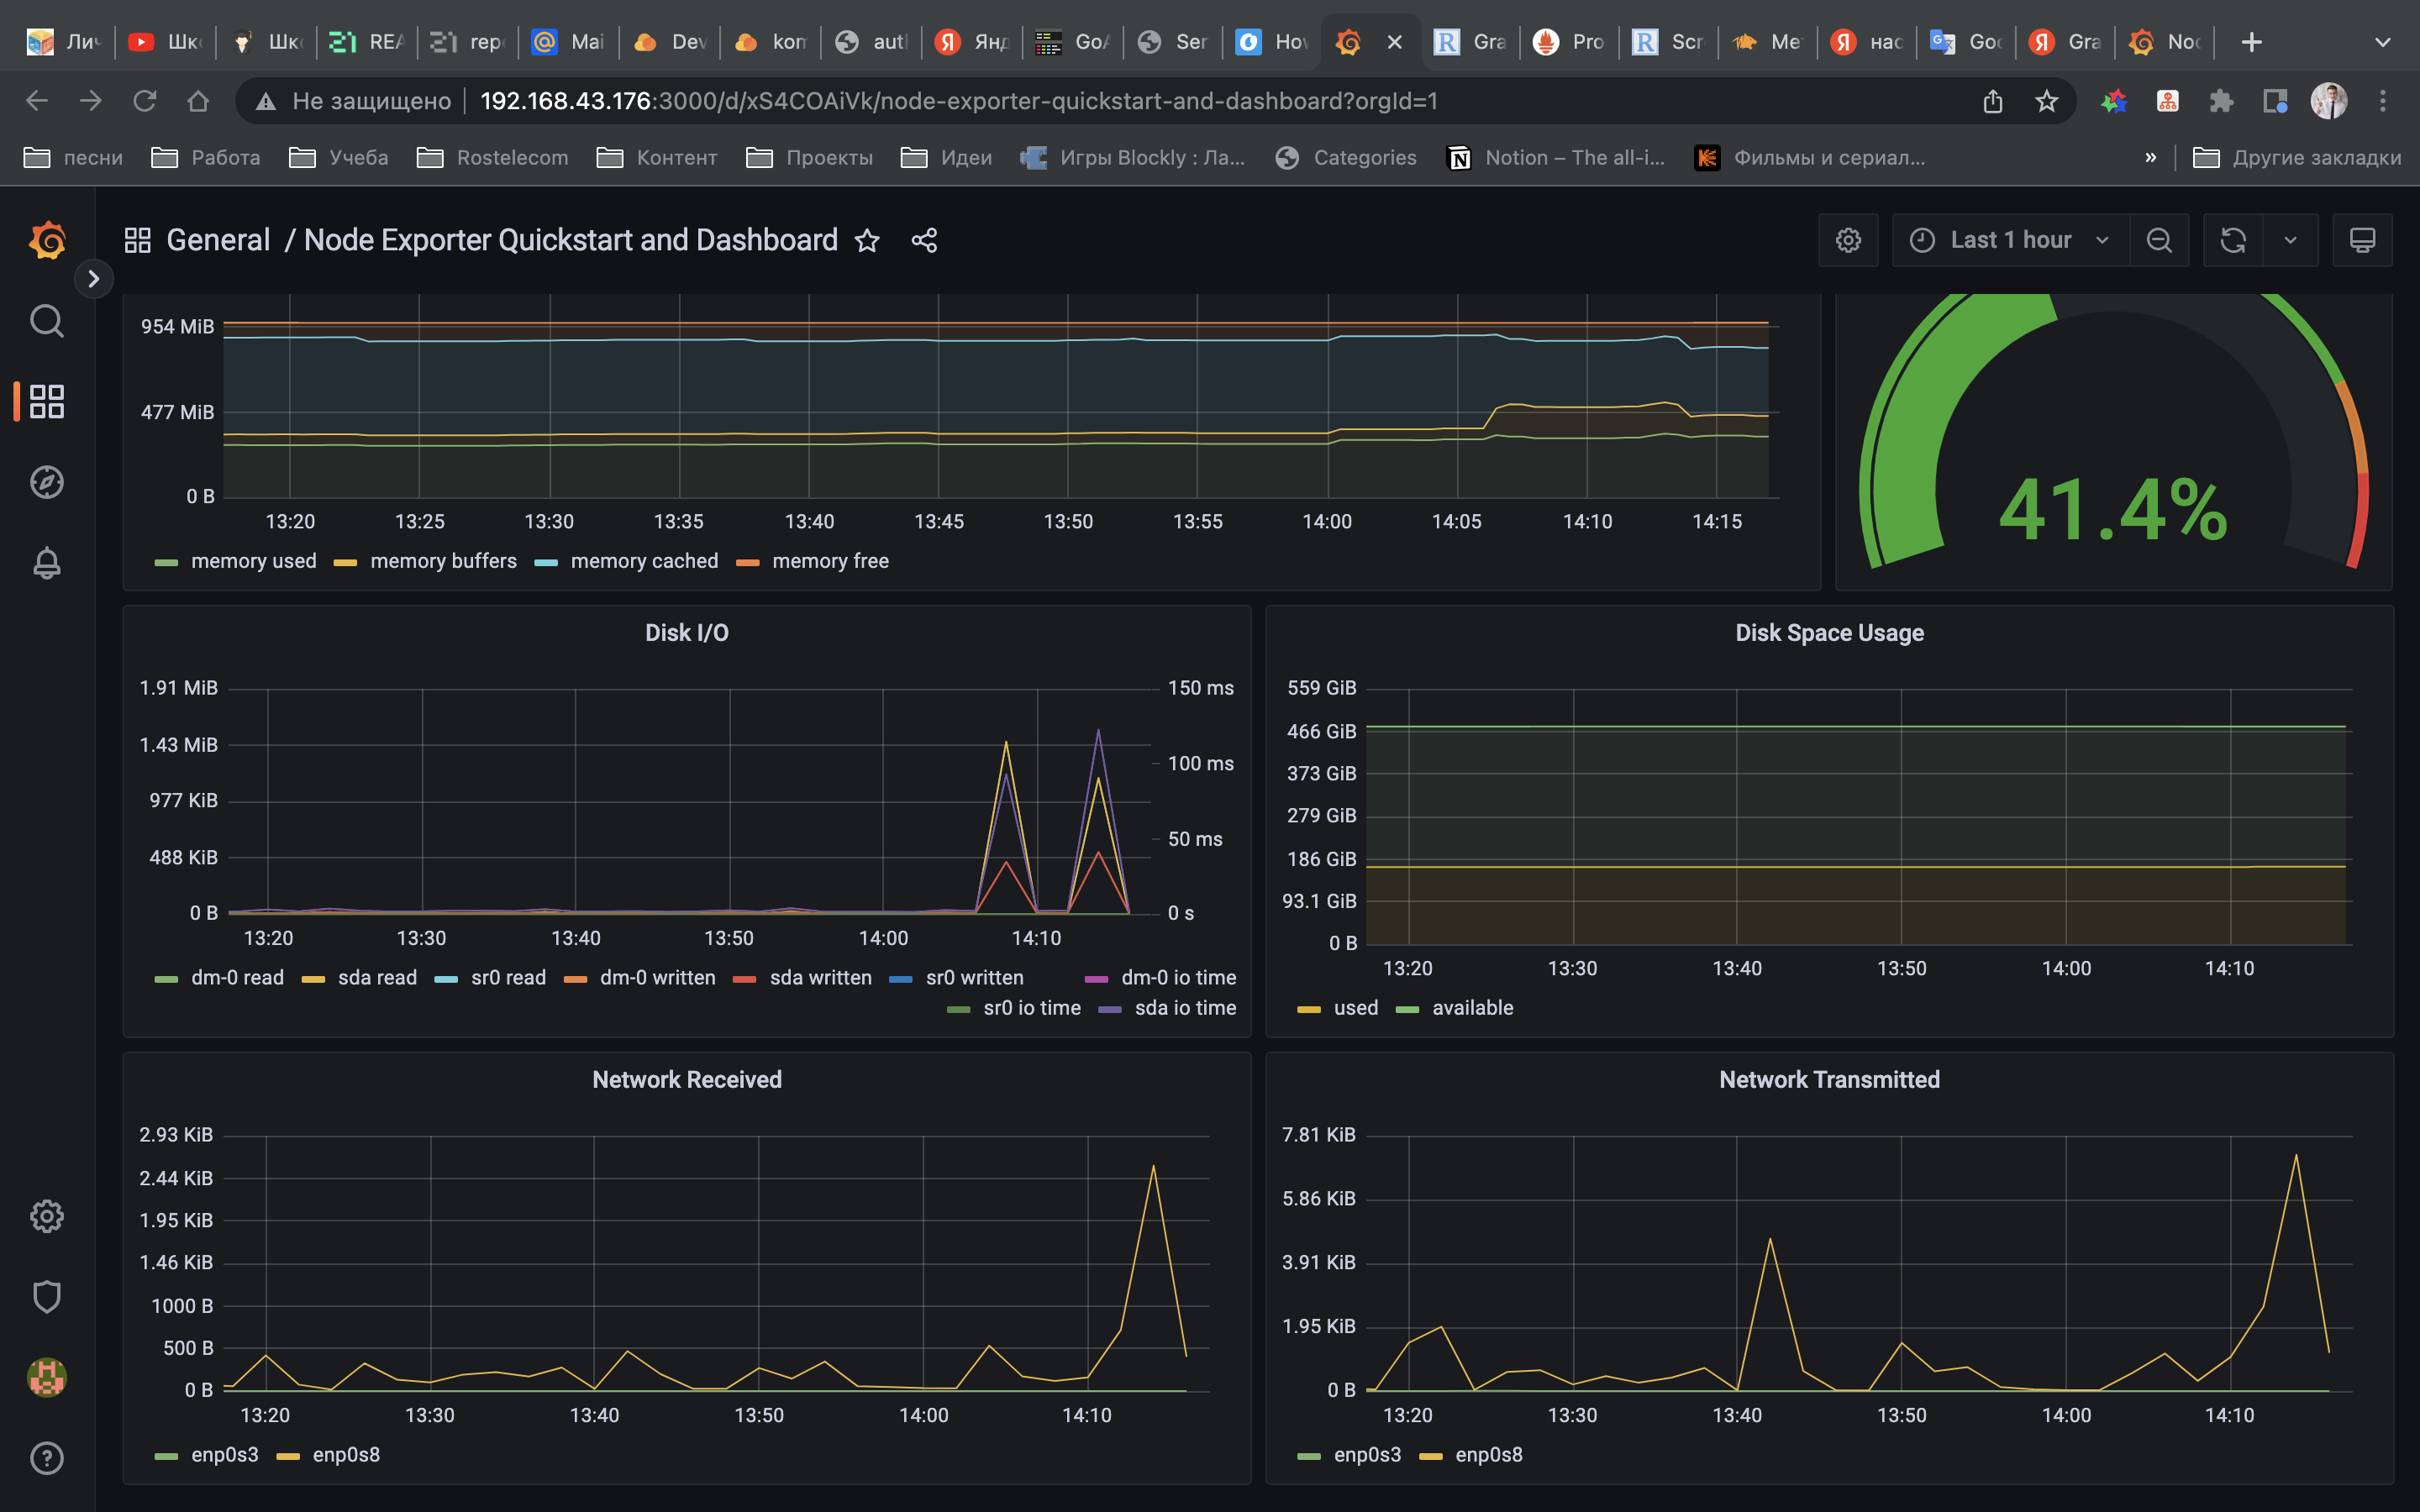 Лич Шкс Шкс REA rep Mai Dev kom auth Янд GoA Ser Hov Gra Pro Scr Me нас Goo Gra Noc
Не защищено 192.168.43.176:3000/d/xS4COAiVk/node-exporter-quickstart-and-dashboard?orgId=1
песни Работа Учеба Rostelecom Контент Проекты Идеи Игры Blockly : Ла... Categories Notion – The all-i... Фильмы и сериал... » Другие закладки
General / Node Exporter Quickstart and Dashboard Last 1 hour
954 MiB
477 MiB
0 B
13:20 13:25 13:30 13:35 13:40 13:45 13:50 13:55 14:00 14:05 14:10 14:15
memory used memory buffers memory cached memory free
41.4%
Disk I/O
1.91 MiB 150 ms
1.43 MiB
100 ms
977 KiB
50 ms
488 KiB
0 B 0 s
13:20 13:30 13:40 13:50 14:00 14:10
dm-0 read sda read sr0 read dm-0 written sda written sr0 written dm-0 io time
sr0 io time sda io time
Disk Space Usage
559 GiB
466 GiB
373 GiB
279 GiB
186 GiB
93.1 GiB
0 B
13:20 13:30 13:40 13:50 14:00 14:10
used available
Network Received
2.93 KiB
2.44 KiB
1.95 KiB
1.46 KiB
1000 B
500 B
0 B
13:20 13:30 13:40 13:50 14:00 14:10
enp0s3 enp0s8
Network Transmitted
7.81 KiB
5.86 KiB
3.91 KiB
1.95 KiB
0 B
13:20 13:30 13:40 13:50 14:00 14:10
enp0s3 enp0s8